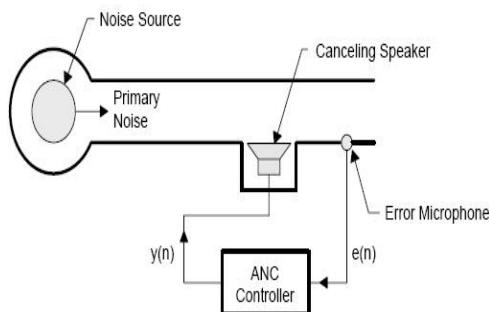 Noise Source
Canceling Speaker
Primary
Noise
Error Microphone
y(n)
e(n)
ANC
Controller